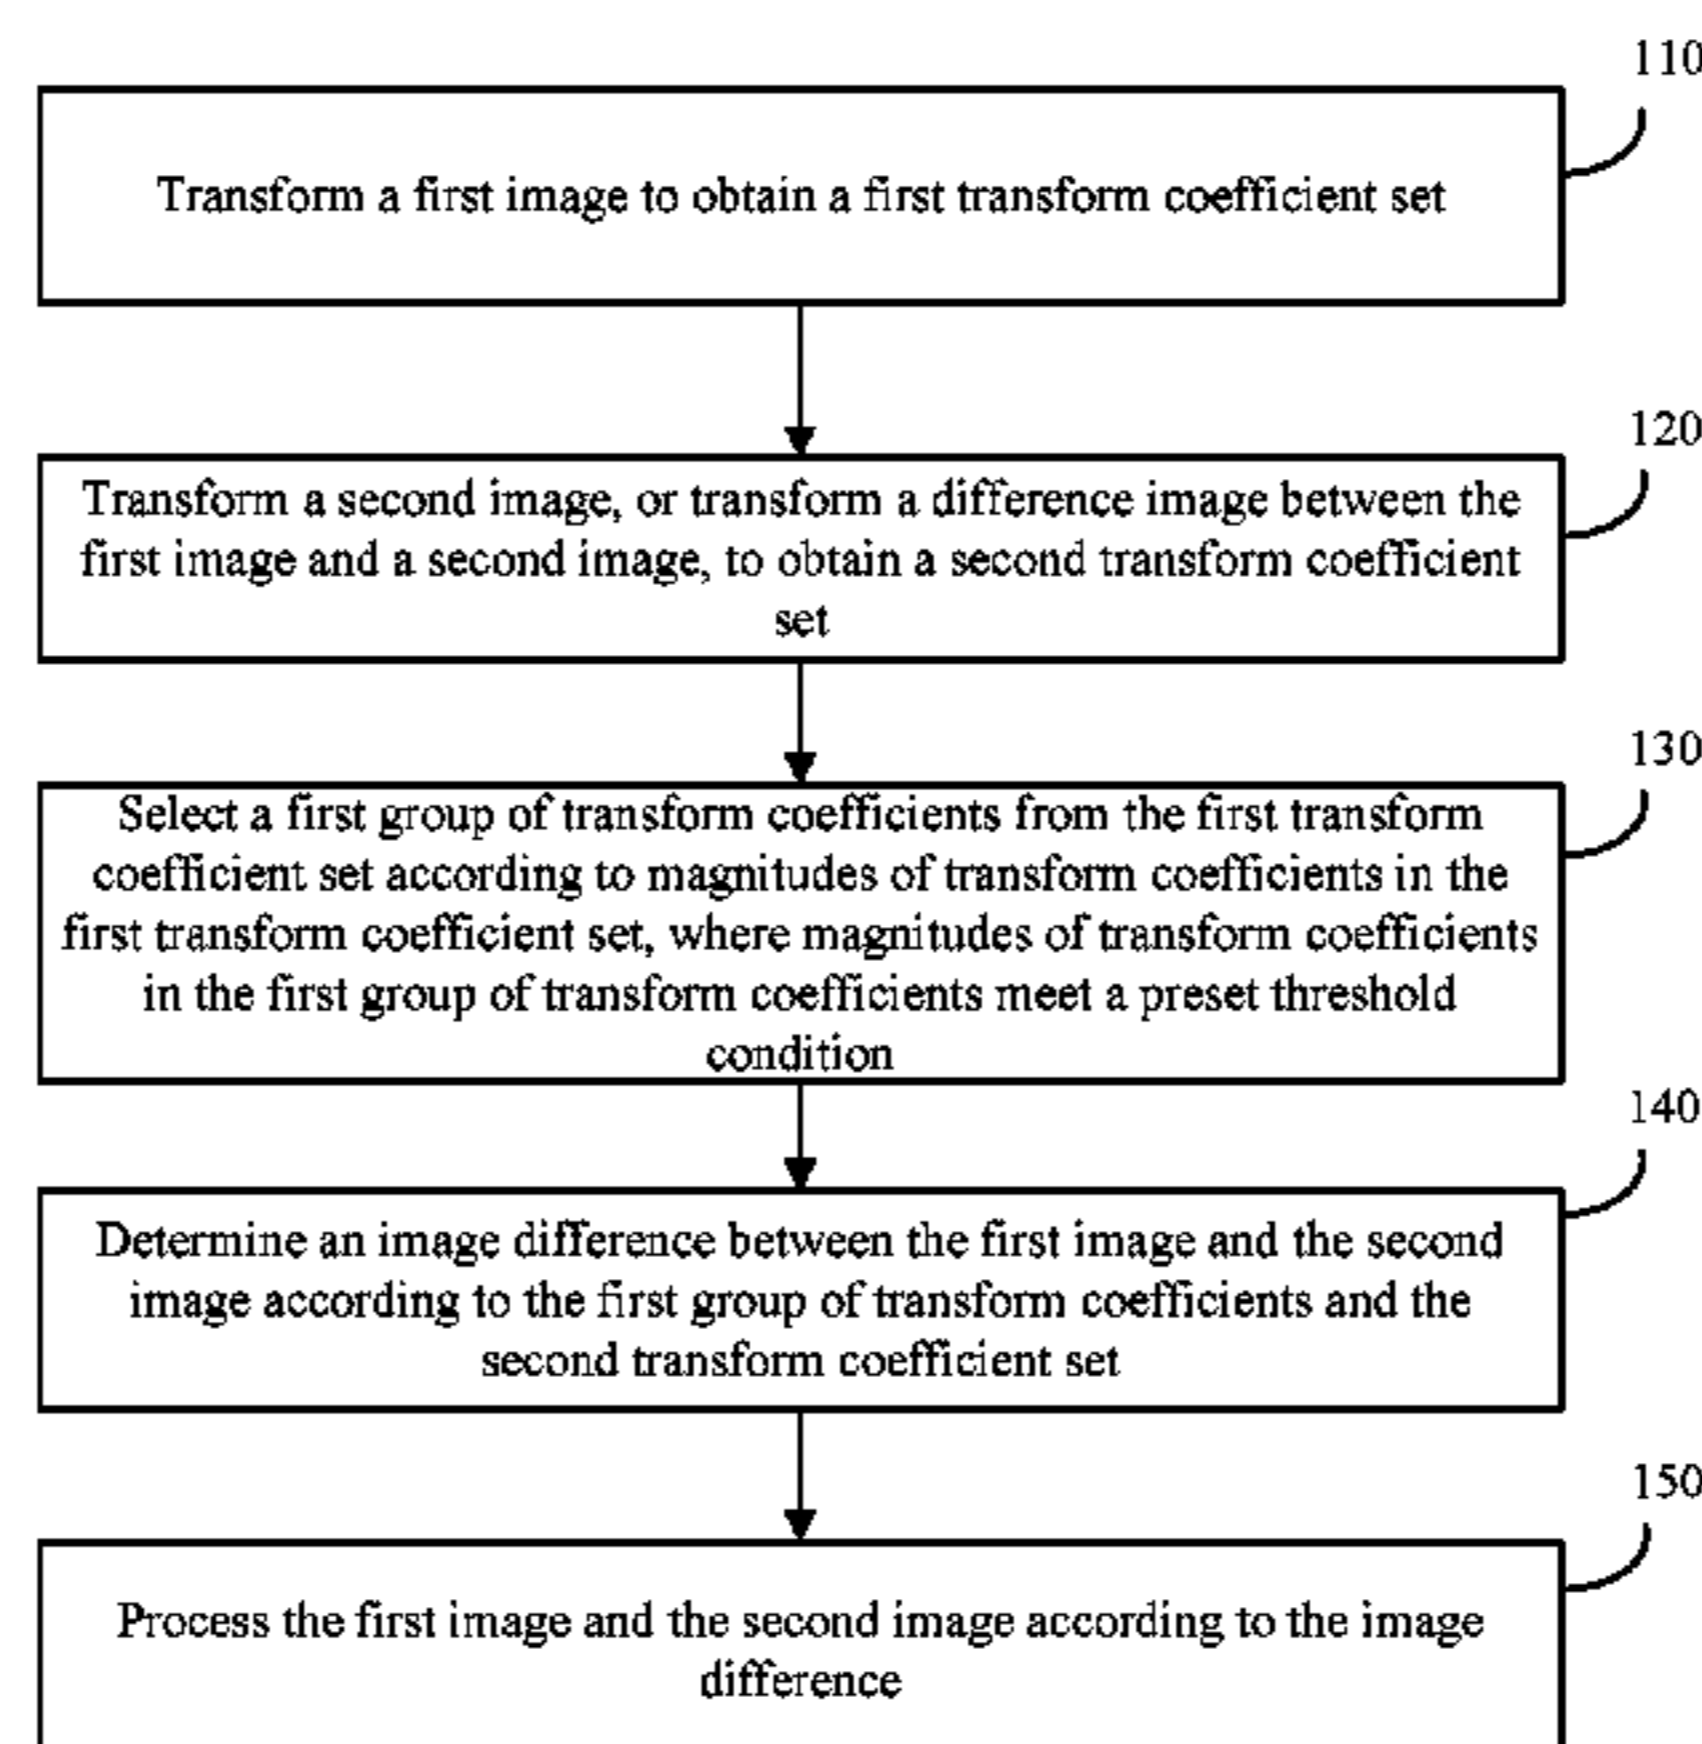 110
Transform a first image to obtain a first transform coefficient set
120
Transform a second image, or transform a difference image between the
first image and a second image, to obtain a second transform coefficient
set
130
Select a first group of transform coefficients from the first transform
coefficient set according to magnitudes of transform coefficients in the
first transform coefficient set, where magnitudes of transform coefficients
in the first group of transform coefficients meet a preset threshold
condition
140
Determine an image difference between the first image and the second
image according to the first group of transform coefficients and the
second transform coefficient set
150
Process the first image and the second image according to the image
difference